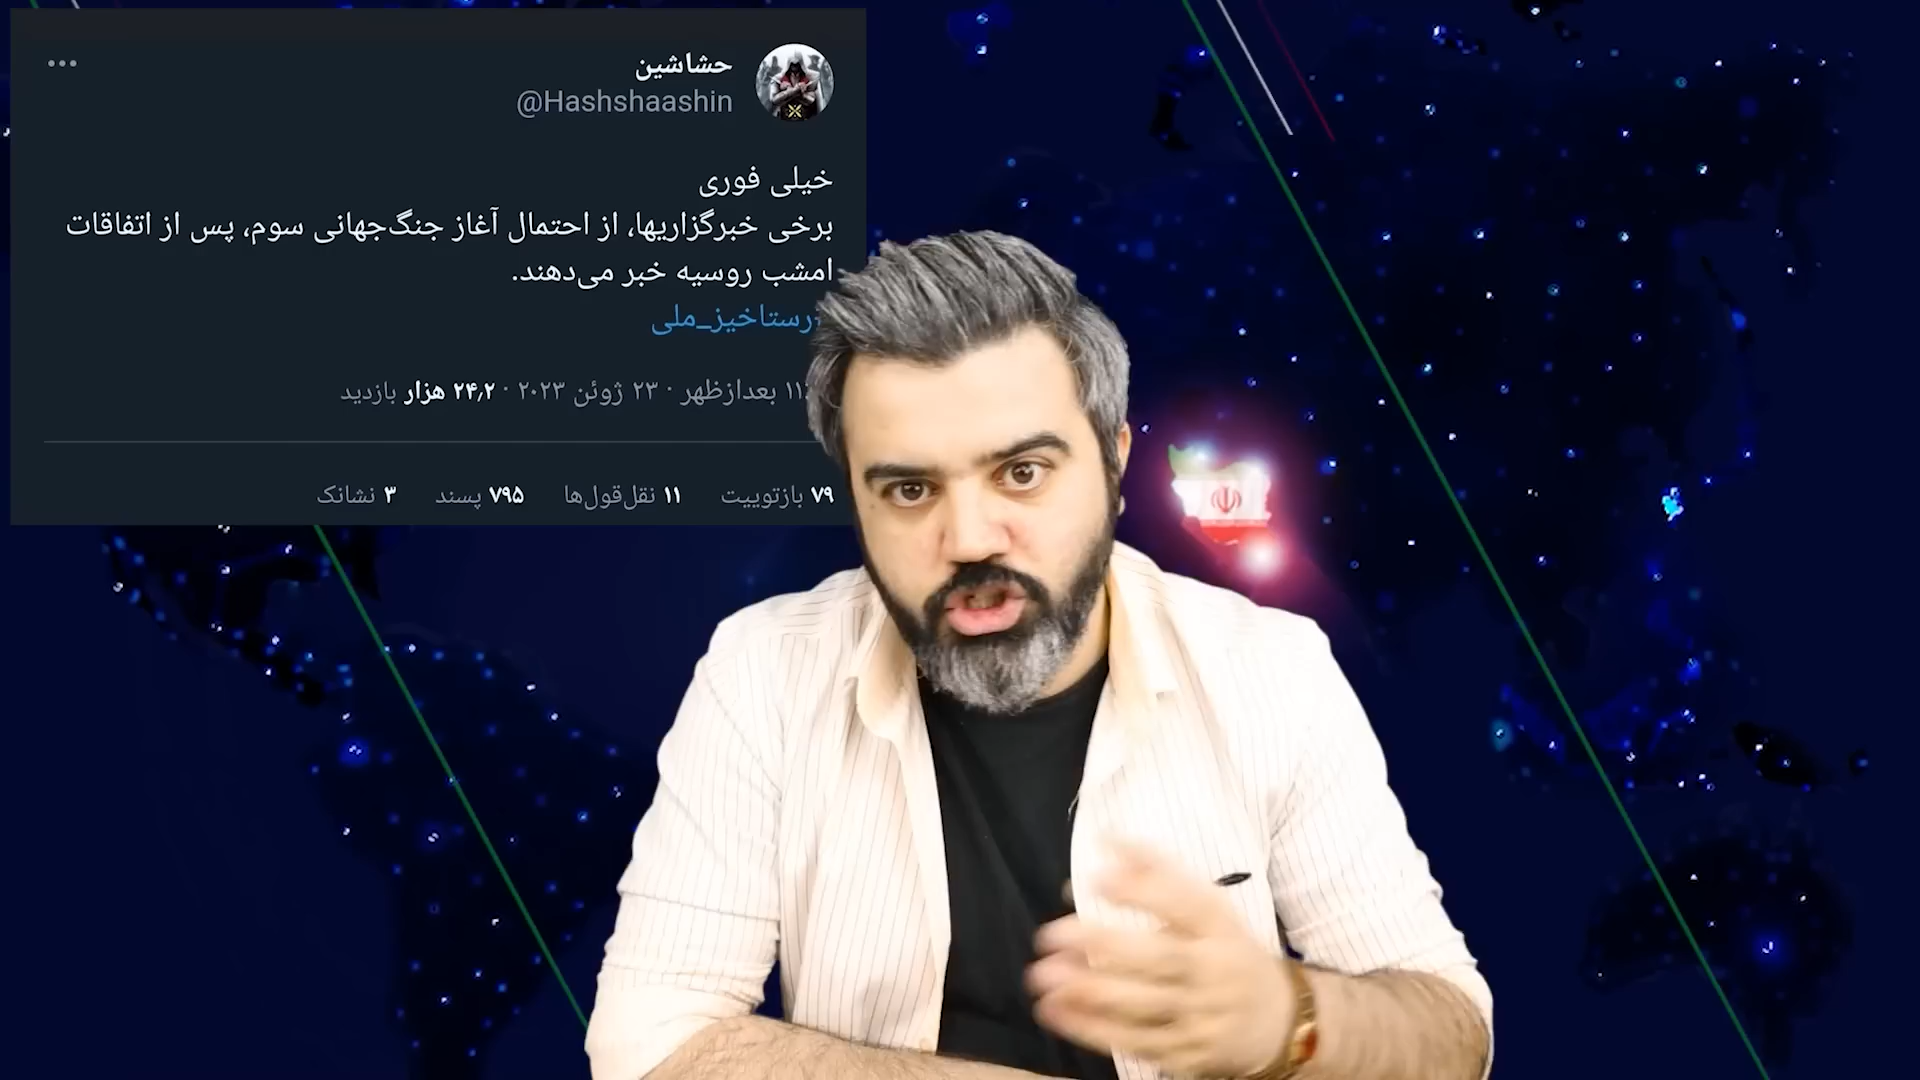 حشاشین
@Hashshaashin
خیلی فوری
برخی خبرگزاریها، از احتمال آغاز جنگ‌جهانی سوم، پس از اتفاقات
امشب روسیه خبر می‌دهند.
رستاخیز_ملی
بعدازظهر · ۲۳ ژوئن ۲۰۲۳ · ۲۴٫۲ هزار بازدید
۷۹ بازتوییت ۱۱ نقل‌قول‌ها ۷۹۵ پسند ۳ نشانک